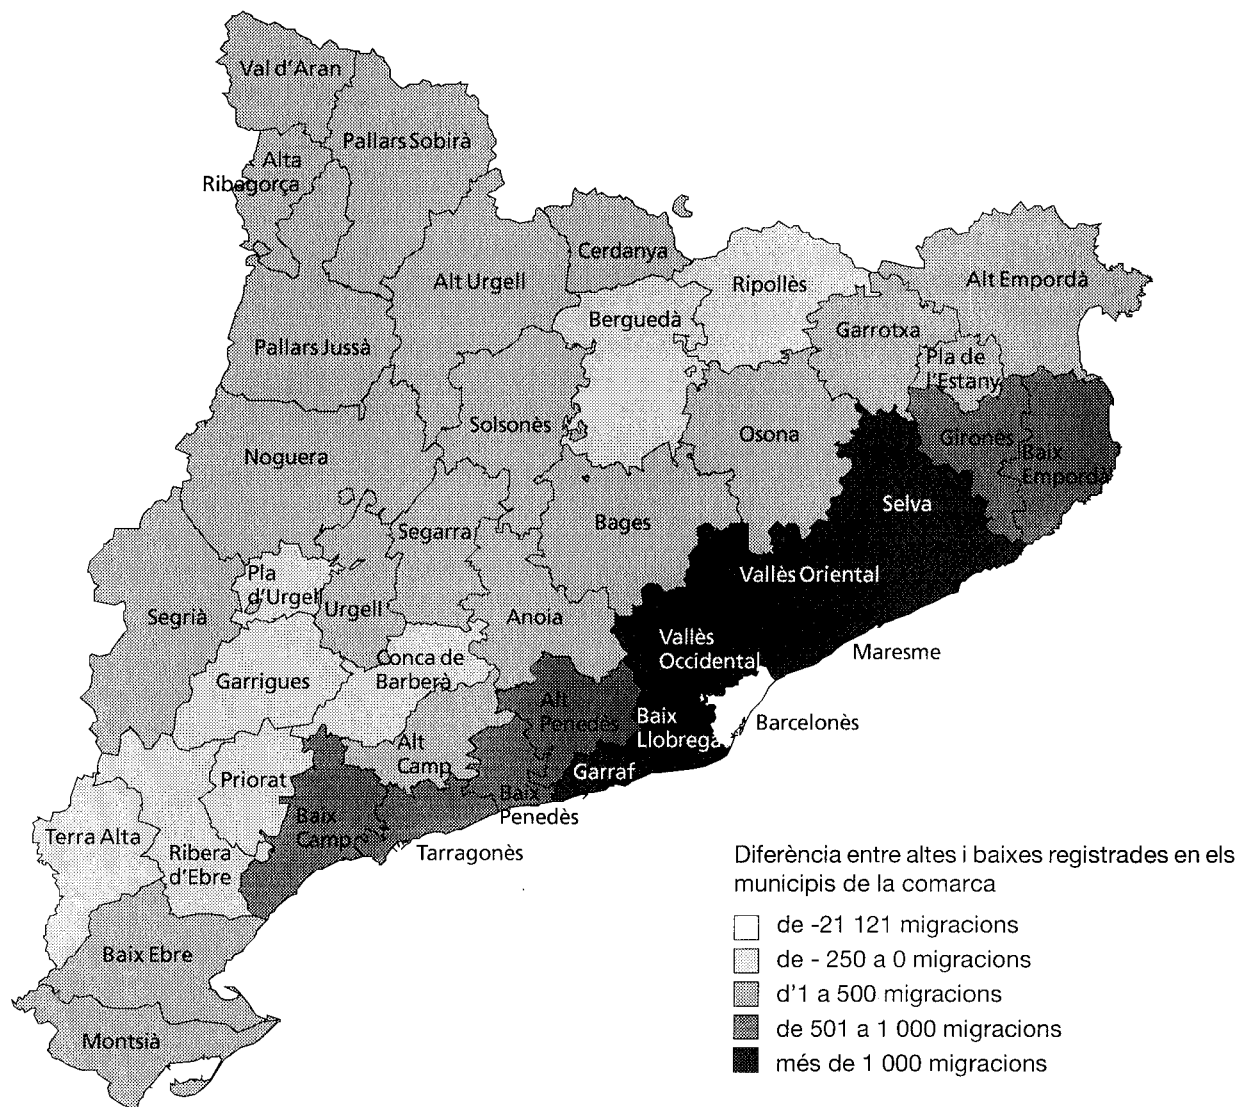 Val d'Aran
Pallars Sobirà
Alta
Ribagorça
Cerdanya
Alt Urgell
Ripollès
Alt Empordà
Berguedà
Garrotxa
Pallars Jussà
Pla de
l'Estany
Solsonès
Osona
Gironès
Baix
Empordà
Noguera
Selva
Bages
Segarra
Pla
d'Urgell
Vallès Oriental
Urgell
Segrià
Anoia
Vallès
Occidental
Maresme
Conca de
Barberà
Garrigues
Alt
Penedès
Baix
Llobrega
Barcelonès
Alt
Camp
Garraf
Priorat
Baix
Penedès
Baix
Camp
Terra Alta
Ribera
d'Ebre
Tarragonès
Baix Ebre
Montsià
Diferència entre altes i baixes registrades en els
municipis de la comarca
de -21 121 migracions
de - 250 a 0 migracions
d'1 a 500 migracions
de 501 a 1 000 migracions
més de 1 000 migracions